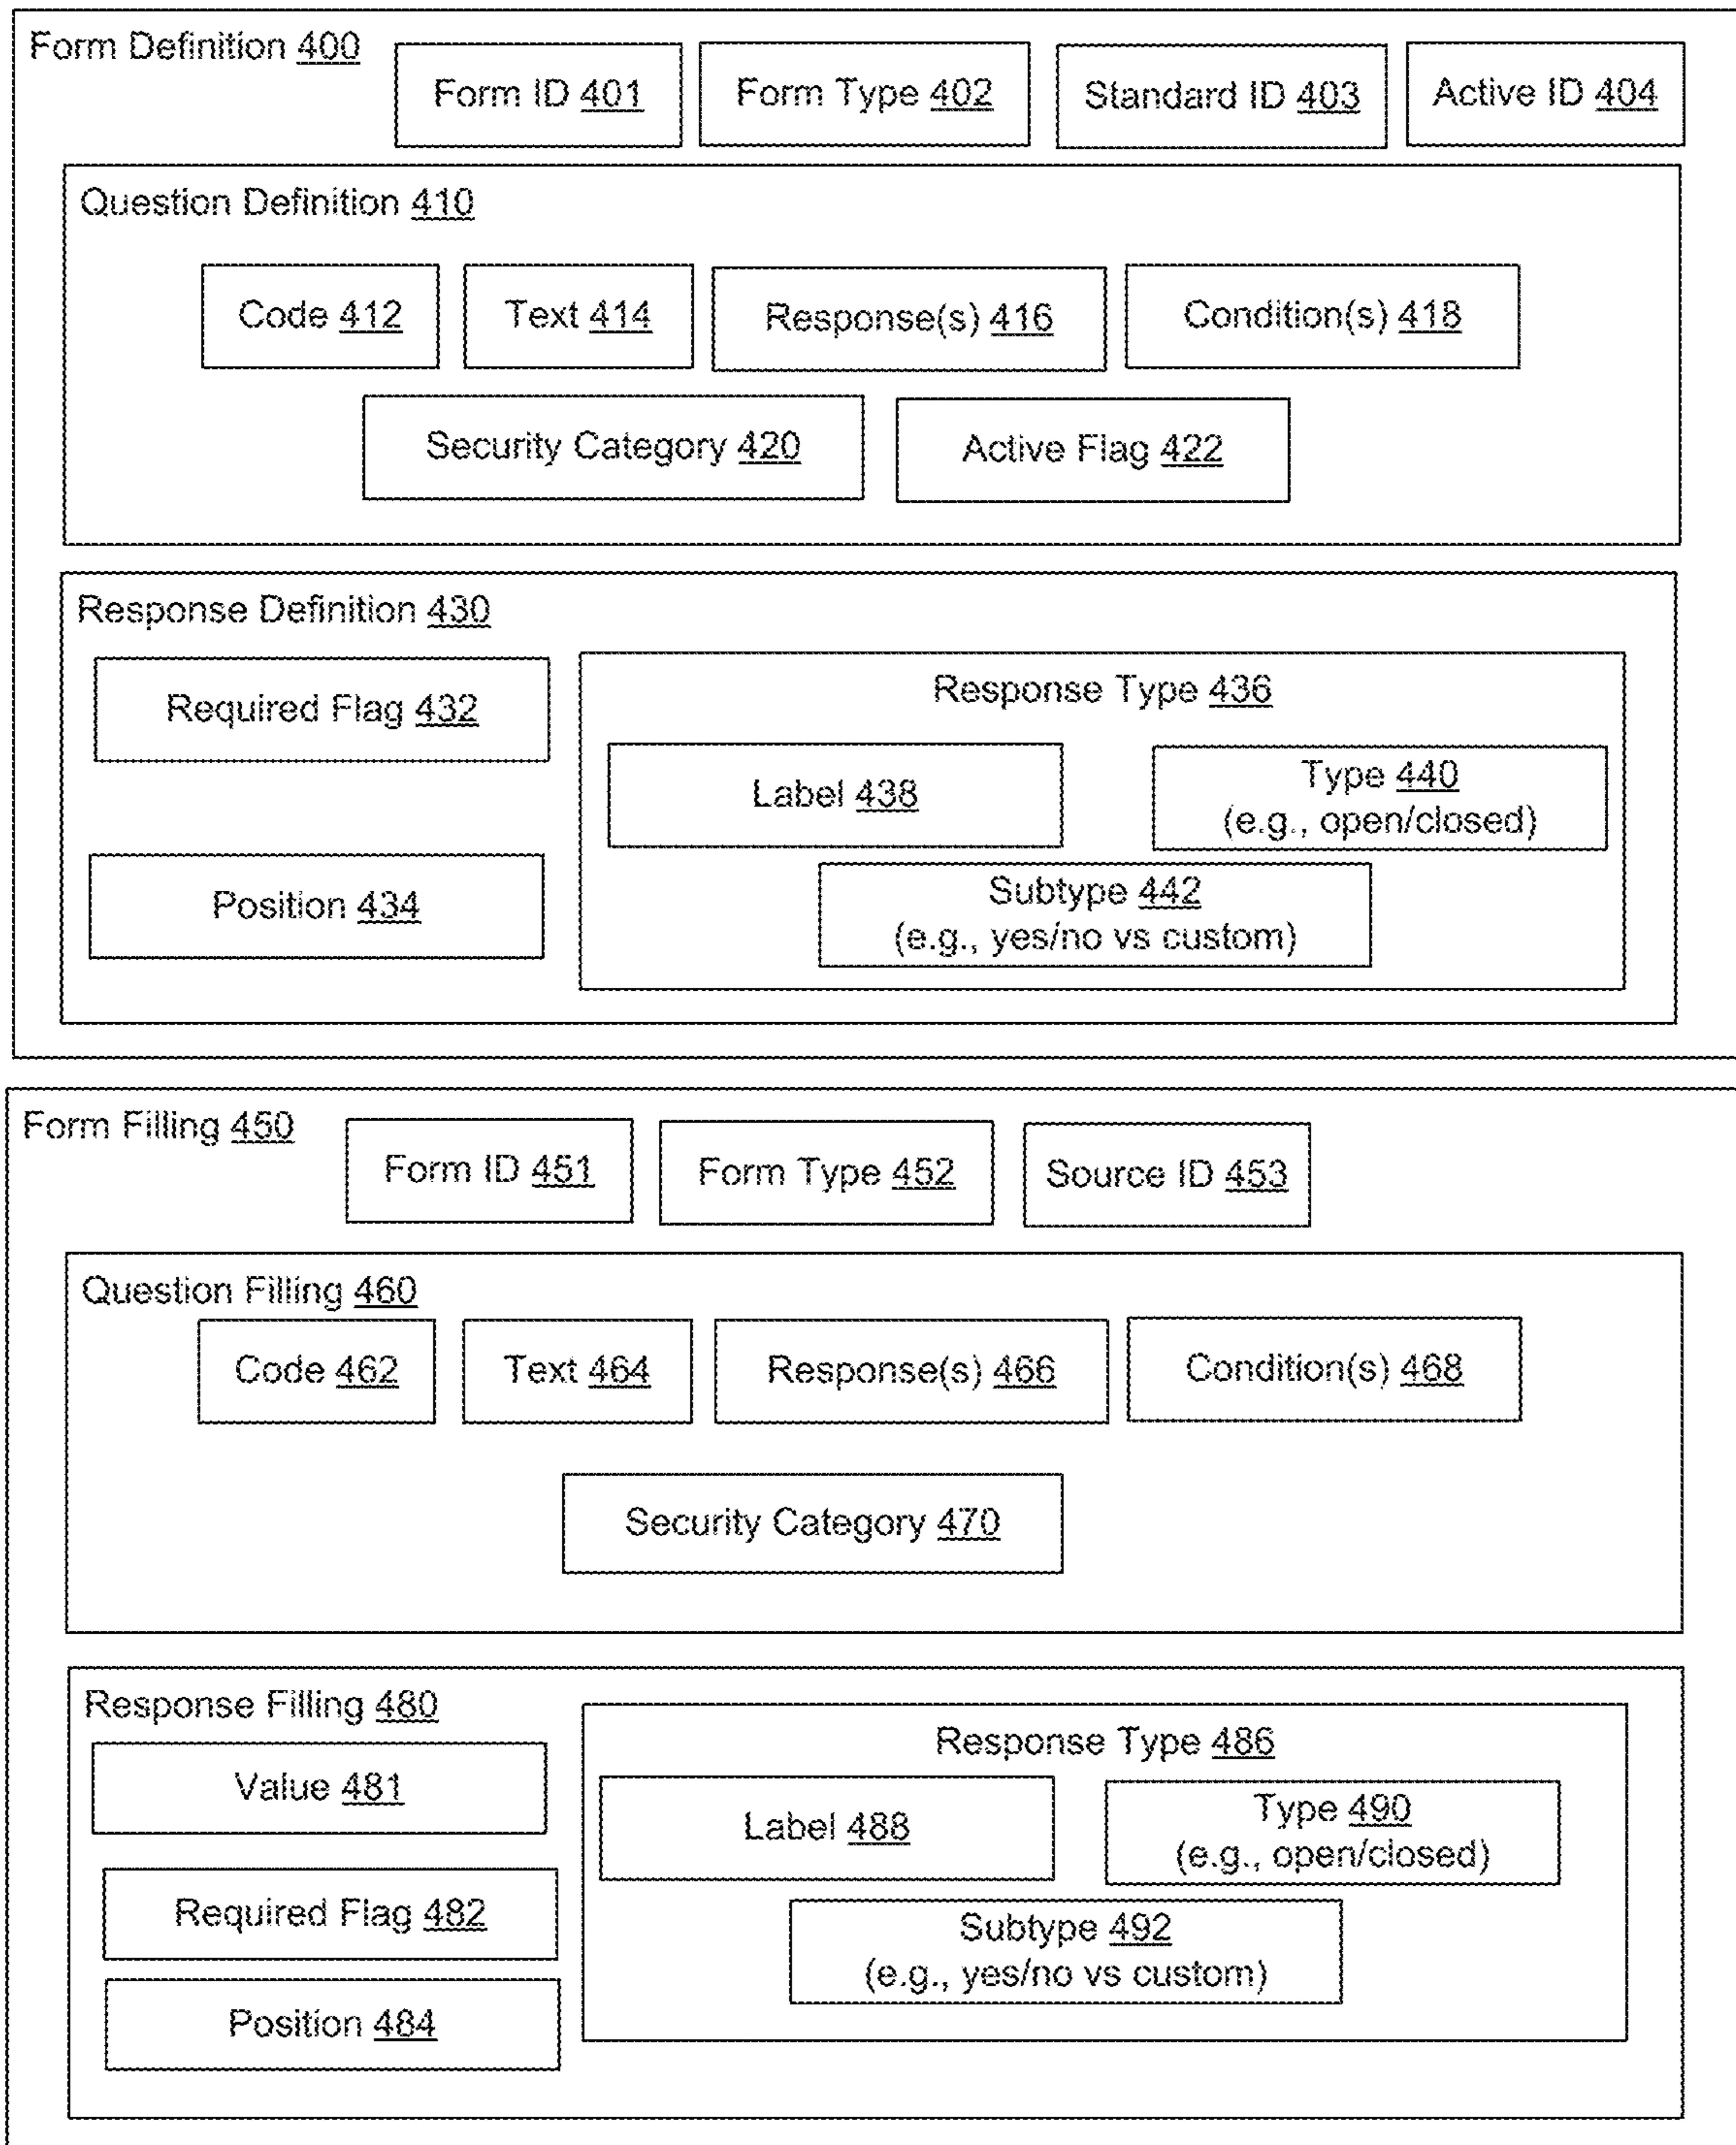 Form Definition 400
Form ID 401
Form Type 402
Standard ID 403
Active ID 404
Question Definition 410
Code 412
Text 414
Response(s) 416
Condition(s) 418
Security Category 420
Active Flag 422
Response Definition 430
Required Flag 432
Position 434
Response Type 436
Label 438
Type 440
(e.g., open/closed)
Subtype 442
(e.g., yes/no vs custom)
Form Filling 450
Form ID 451
Form Type 452
Source ID 453
Question Filling 460
Code 462
Text 464
Response(s) 466
Condition(s) 468
Security Category 470
Response Filling 480
Value 481
Required Flag 482
Position 484
Response Type 486
Label 488
Type 490
(e.g., open/closed)
Subtype 492
(e.g., yes/no vs custom)